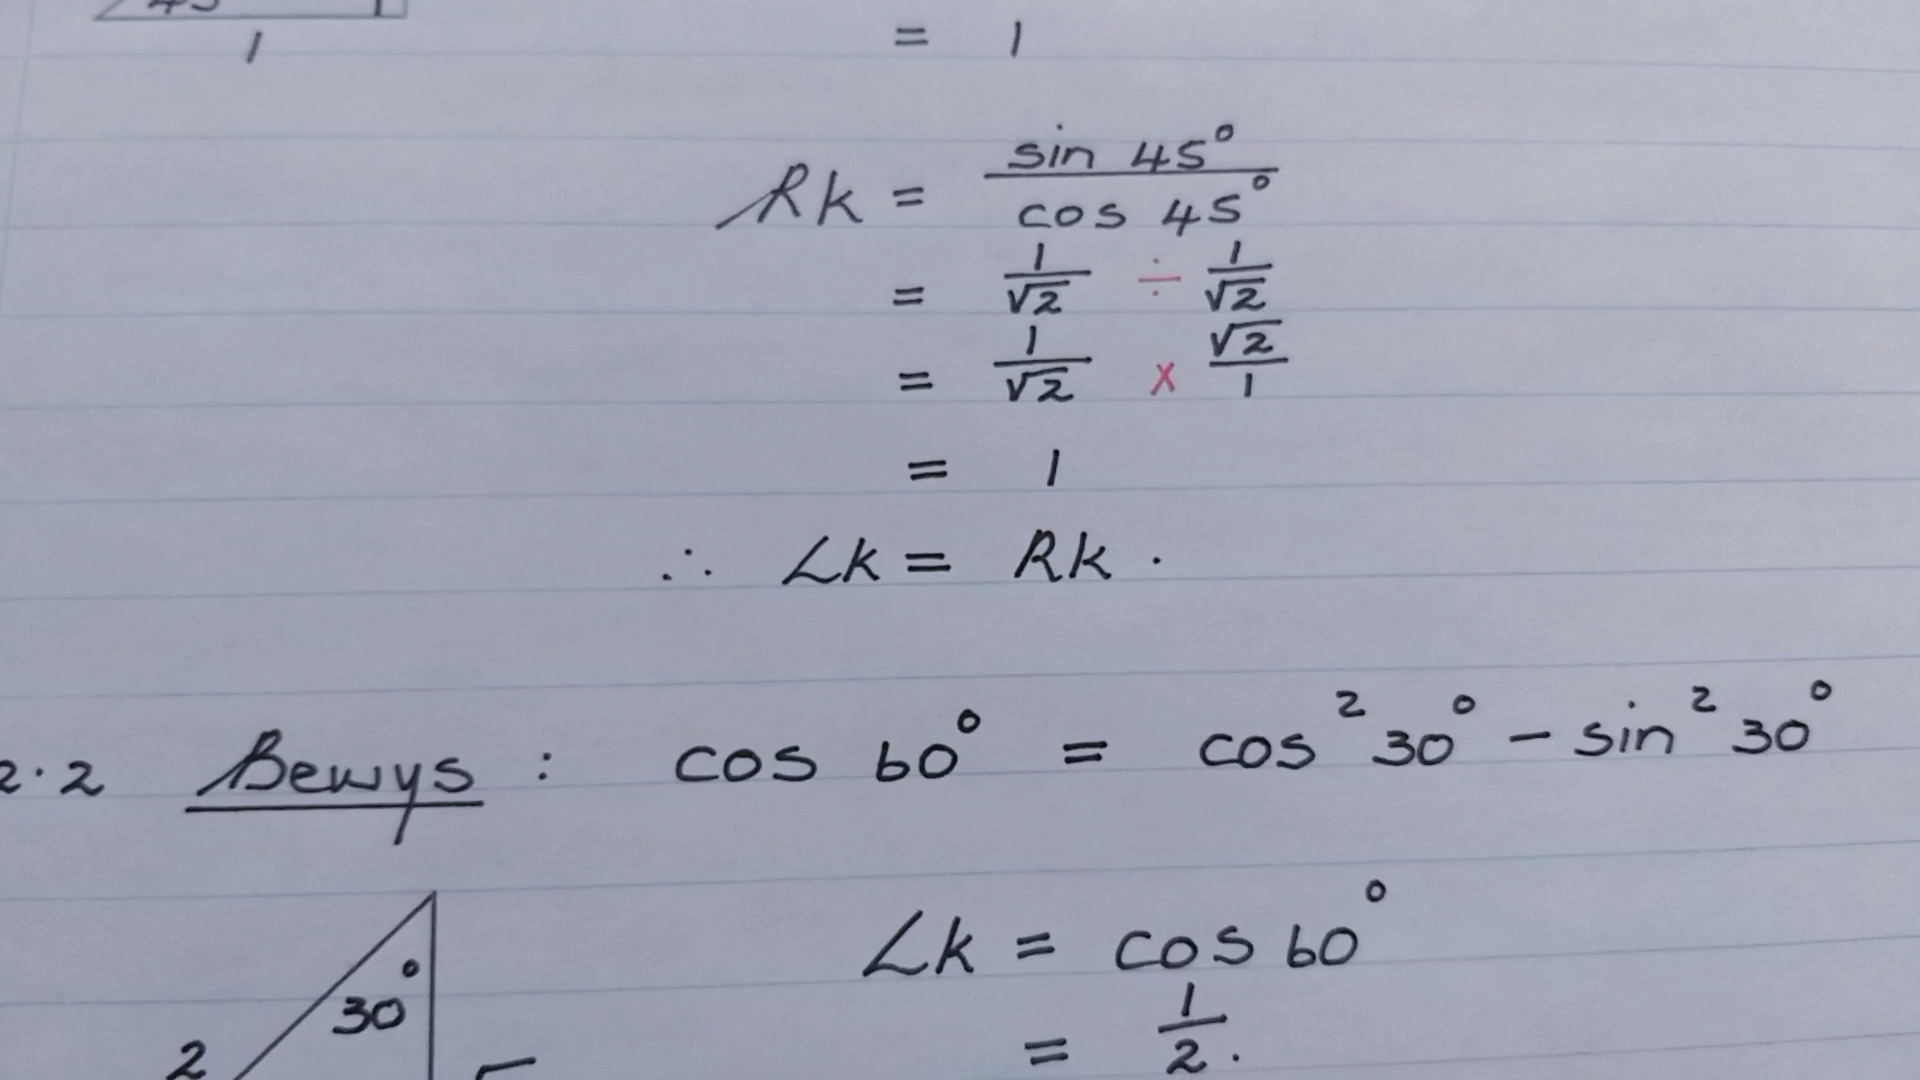 45
1
= 1
Rk = sin 45° / cos 45°
= 1/√2 ÷ 1/√2
= 1/√2 × √2/1
= 1
∴ Lk = Rk .
2.2 Bewys : cos 60° = cos² 30° - sin² 30°
Lk = cos 60°
30°
= 1/2 .
2